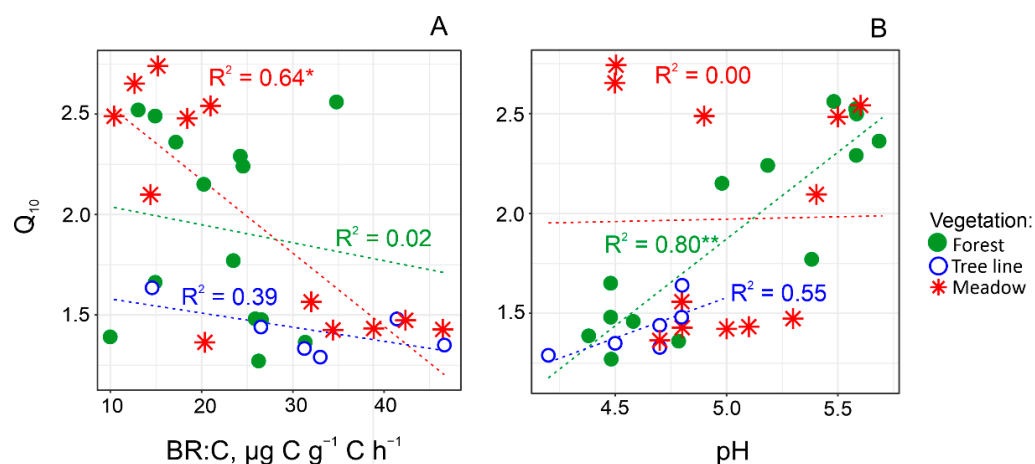 A
B
R² = 0.64*
R² = 0.00
2.5
2.5
Q₁₀
2.0
2.0
R² = 0.02
R² = 0.80**
R² = 0.39
R² = 0.55
1.5
1.5
Vegetation:
Forest
Tree line
Meadow
10
20
30
40
4.5
5.0
5.5
BR:C, µg C g⁻¹ C h⁻¹
pH